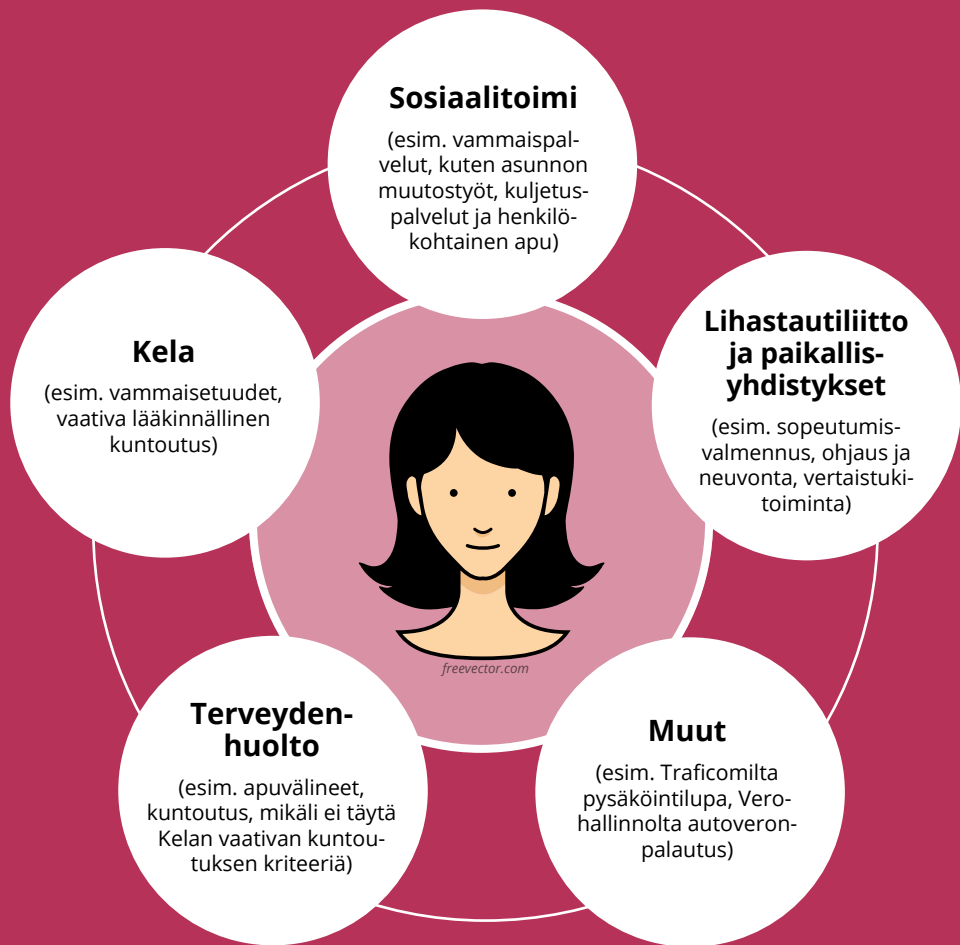 Sosiaalitoimi
(esim. vammaispal-
velut, kuten asunnon
muutostyöt, kuljetus-
palvelut ja henkilö-
kohtainen apu)
Kela
(esim. vammaisetuudet,
vaativa lääkinnällinen
kuntoutus)
Lihastautiliitto
ja paikallis-
yhdistykset
(esim. sopeutumis-
valmennus, ohjaus ja
neuvonta, vertaistuki-
toiminta)
freevector.com
Terveyden-
huolto
(esim. apuvälineet,
kuntoutus, mikäli ei täytä
Kelan vaativan kuntou-
tuksen kriteeriä)
Muut
(esim. Traficomilta
pysäköintilupa, Vero-
hallinnolta autoveron-
palautus)